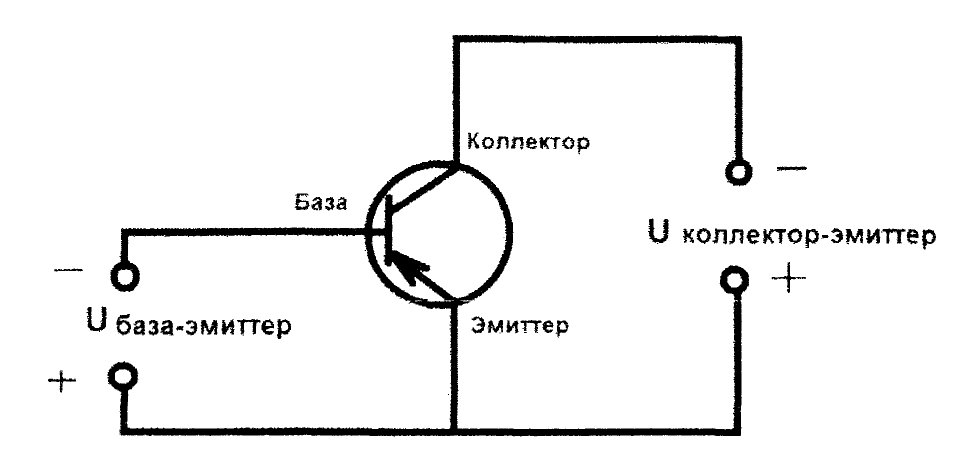 Коллектор
База
−
U коллектор-эмиттер
−
+
U база-эмиттер
Эмиттер
+